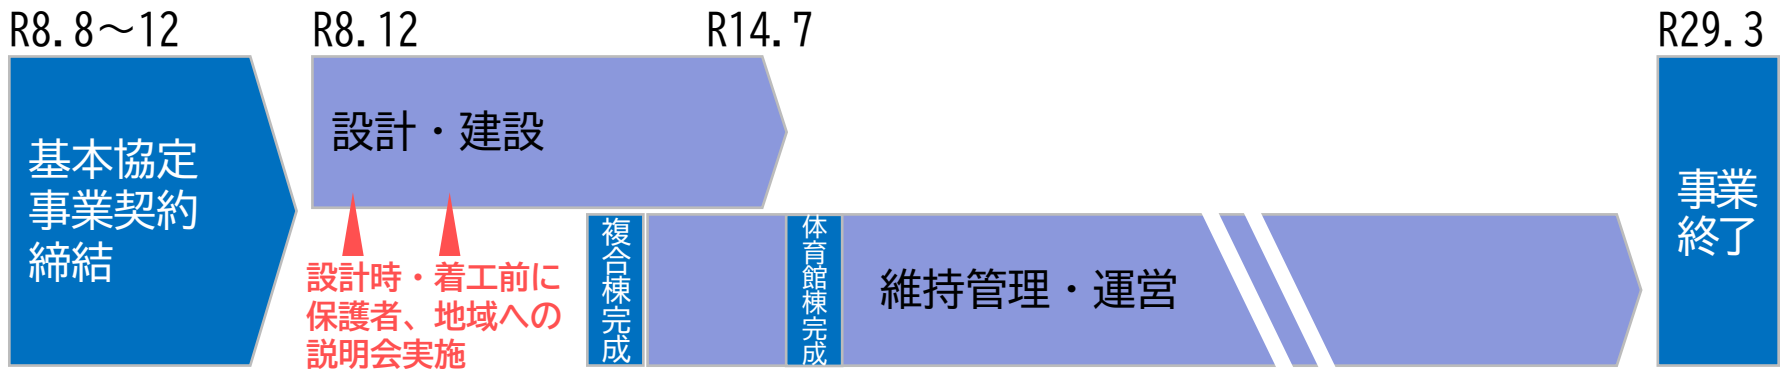 R8.8～12
R8.12
R14.7
R29.3
基本協定
事業契約
締結
設計・建設
設計時・着工前に
保護者、地域への
説明会実施
複合棟完成
体育館棟完成
維持管理・運営
事業
終了